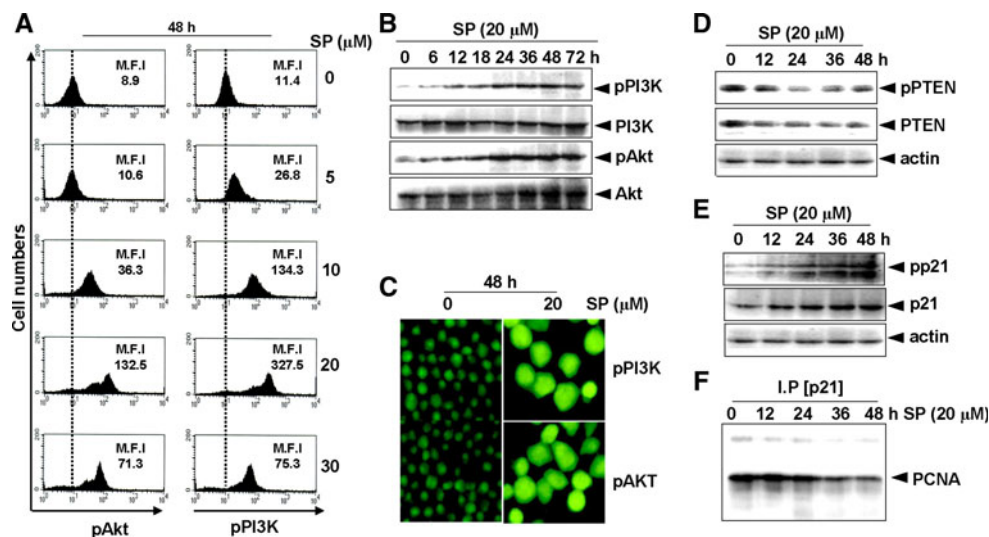 A
48 h
SP (μM)
M.F.I
8.9
M.F.I
11.4
0
M.F.I
10.6
M.F.I
26.8
5
M.F.I
36.3
M.F.I
134.3
10
M.F.I
132.5
M.F.I
327.5
20
M.F.I
71.3
M.F.I
75.3
30
Cell numbers
pAkt
pPI3K
B
SP (20 μM)
0 6 12 18 24 36 48 72 h
pPI3K
PI3K
pAkt
Akt
C
48 h
0 20 SP (μM)
pPI3K
pAKT
D
SP (20 μM)
0 12 24 36 48 h
pPTEN
PTEN
actin
E
SP (20 μM)
0 12 24 36 48 h
pp21
p21
actin
F
I.P [p21]
0 12 24 36 48 h SP (20 μM)
PCNA